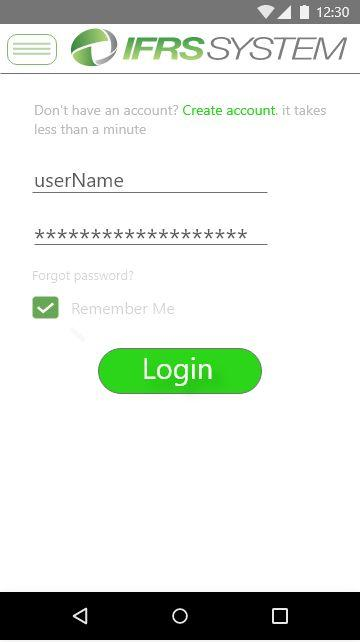 12:30
IFRS SYSTEM
Don't have an account? Create account. it takes
less than a minute
userName
*******************
Forgot password?
Remember Me
Login